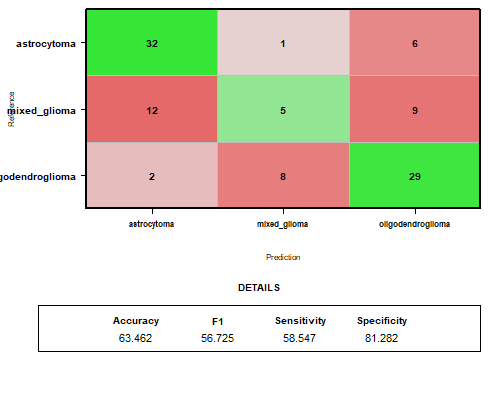 astrocytoma 32 1 6
Reference
mixed_glioma 12 5 9
godendroglioma 2 8 29
astrocytoma mixed_glioma oligodendroglioma
Prediction
DETAILS
Accuracy F1 Sensitivity Specificity
63.462 56.725 58.547 81.282